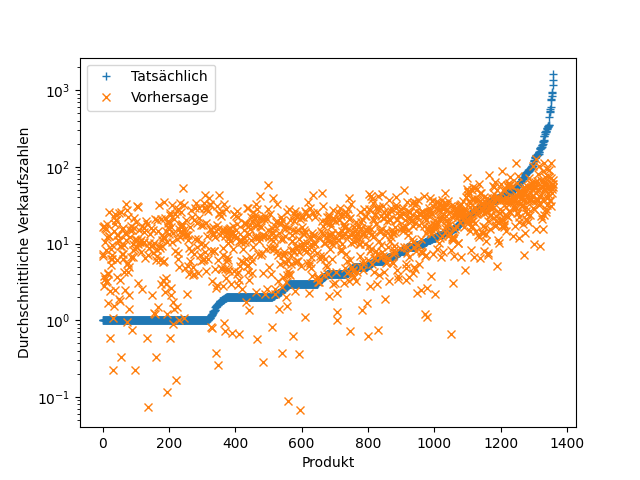 Tatsächlich
Vorhersage
Durchschnittliche Verkaufszahlen
10³
10²
10¹
10⁰
10⁻¹
0 200 400 600 800 1000 1200 1400
Produkt